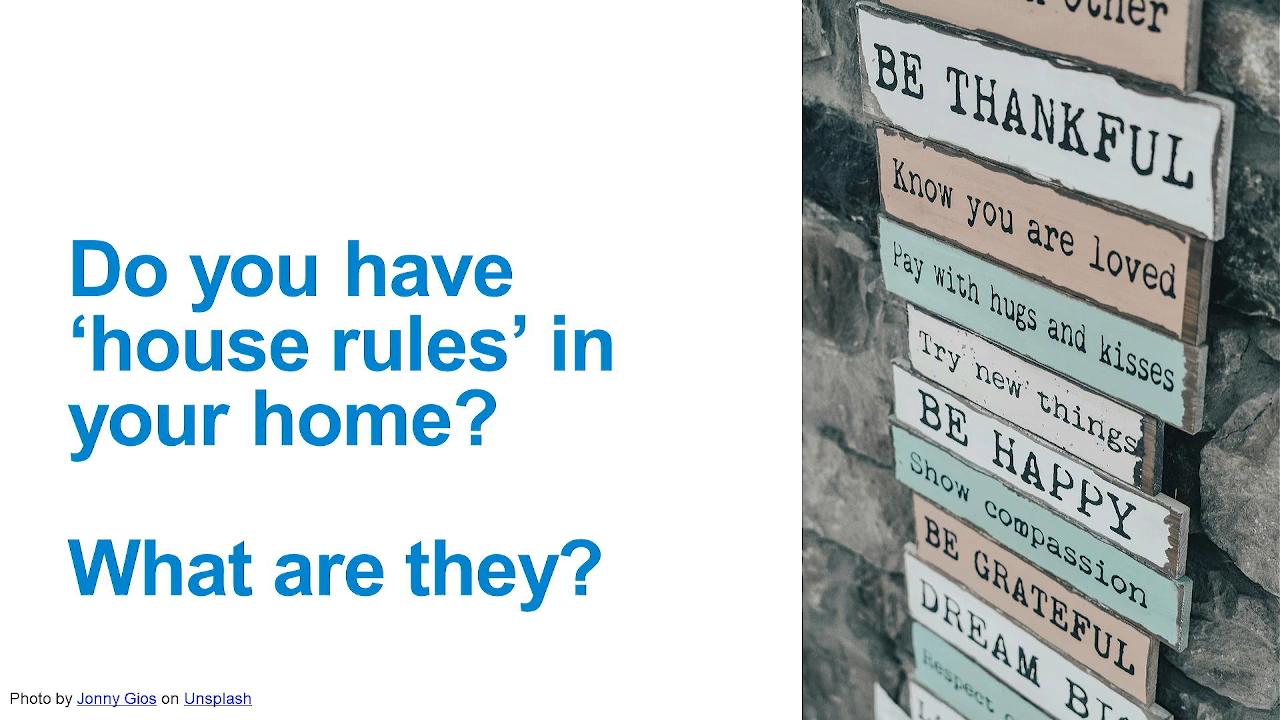 Do you have
‘house rules’ in
your home?
What are they?
Photo by Jonny Gios on Unsplash
other
BE THANKFUL
Know you are loved
Pay with hugs and kisses
Try new things
BE HAPPY
Show compassion
BE GRATEFUL
DREAM
Respect